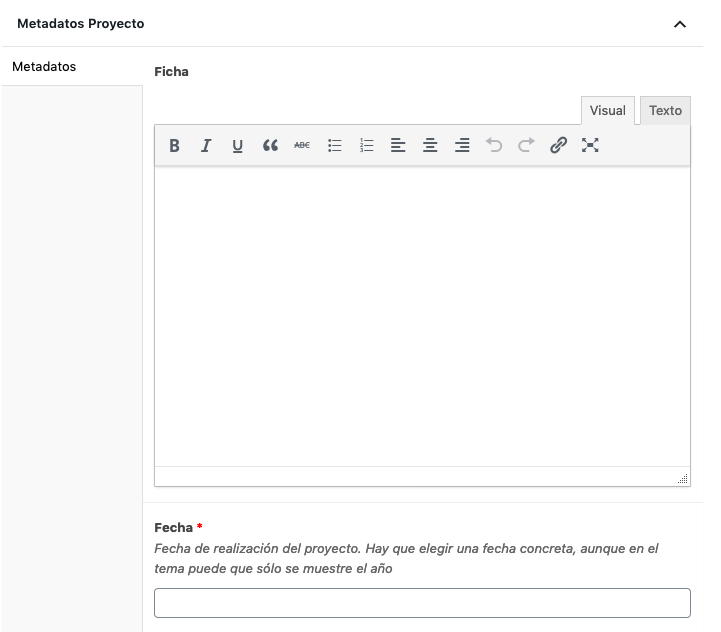 Metadatos Proyecto
Metadatos
Ficha
Visual Texto
B I U ABC
Fecha *
Fecha de realización del proyecto. Hay que elegir una fecha concreta, aunque en el
tema puede que sólo se muestre el año